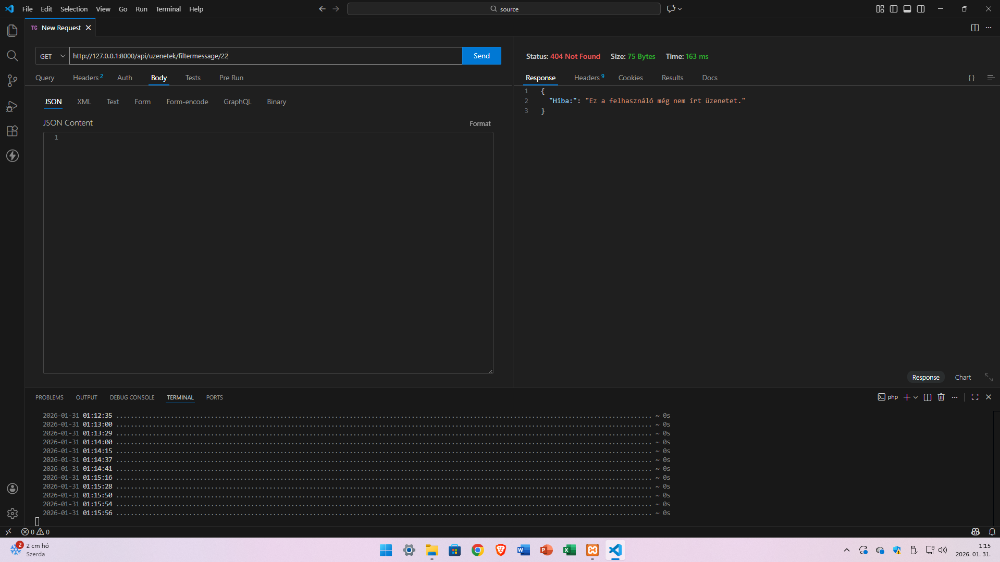 File Edit Selection View Go Run Terminal Help
source
TC New Request
GET http://127.0.0.1:8000/api/uzenetek/filtermessage/22 Send
Query Headers 2 Auth Body Tests Pre Run
JSON XML Text Form Form-encode GraphQL Binary
JSON Content Format
1
Status: 404 Not Found Size: 75 Bytes Time: 163 ms
Response Headers 9 Cookies Results Docs { }
1 {
2 "Hiba:": "Ez a felhasználó még nem írt üzenetet."
3 }
Response Chart
PROBLEMS OUTPUT DEBUG CONSOLE TERMINAL PORTS
php
2026-01-31 01:12:35 ........ ~ 0s
2026-01-31 01:13:00 ........ ~ 0s
2026-01-31 01:13:29 ........ ~ 0s
2026-01-31 01:14:00 ........ ~ 0s
2026-01-31 01:14:15 ........ ~ 0s
2026-01-31 01:14:37 ........ ~ 0s
2026-01-31 01:14:41 ........ ~ 0s
2026-01-31 01:15:16 ........ ~ 0s
2026-01-31 01:15:28 ........ ~ 0s
2026-01-31 01:15:50 ........ ~ 0s
2026-01-31 01:15:54 ........ ~ 0s
2026-01-31 01:15:56 ........ ~ 0s
0 0
2
2 cm hó
Szerda
1:15
2026. 01. 31.